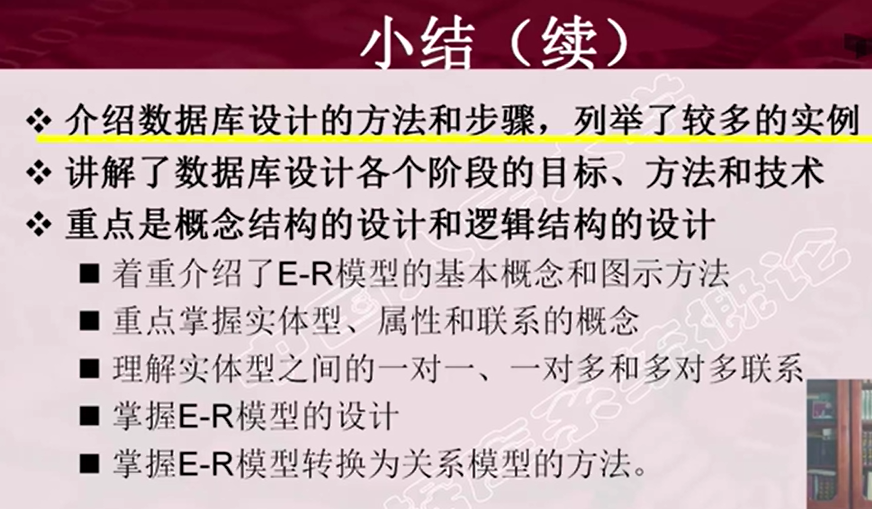 小结（续）
介绍数据库设计的方法和步骤，列举了较多的实例
讲解了数据库设计各个阶段的目标、方法和技术
重点是概念结构的设计和逻辑结构的设计
着重介绍了E-R模型的基本概念和图示方法
重点掌握实体型、属性和联系的概念
理解实体型之间的一对一、一对多和多对多联系
掌握E-R模型的设计
掌握E-R模型转换为关系模型的方法。